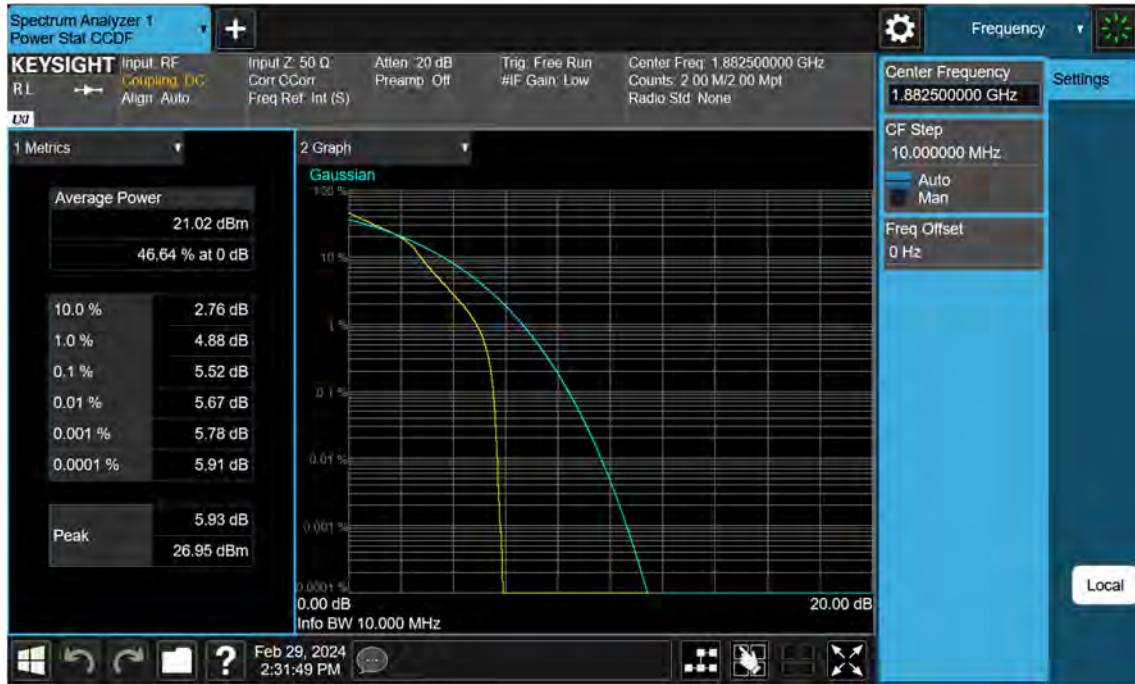 Spectrum Analyzer 1
Power Stat CCDF
Frequency
KEYSIGHT
RL
LXI
Input: RF
Coupling: DC
Align: Auto
Input Z: 50 Ω
Corr CCorr
Freq Ref: Int (S)
Atten: 20 dB
Preamp: Off
Trig: Free Run
#IF Gain: Low
Center Freq: 1.882500000 GHz
Counts: 2.00 M/2.00 Mpt
Radio Std: None
Center Frequency
1.882500000 GHz
Settings
CF Step
10.000000 MHz
Auto
Man
Freq Offset
0 Hz
Local
1 Metrics
Average Power
21.02 dBm
46.64 % at 0 dB
10.0 % 2.76 dB
1.0 % 4.88 dB
0.1 % 5.52 dB
0.01 % 5.67 dB
0.001 % 5.78 dB
0.0001 % 5.91 dB
Peak
5.93 dB
26.95 dBm
2 Graph
Gaussian
100 %
10 %
1 %
0.1 %
0.01 %
0.001 %
0.0001 %
0.00 dB 20.00 dB
Info BW 10.000 MHz
?
Feb 29, 2024
2:31:49 PM